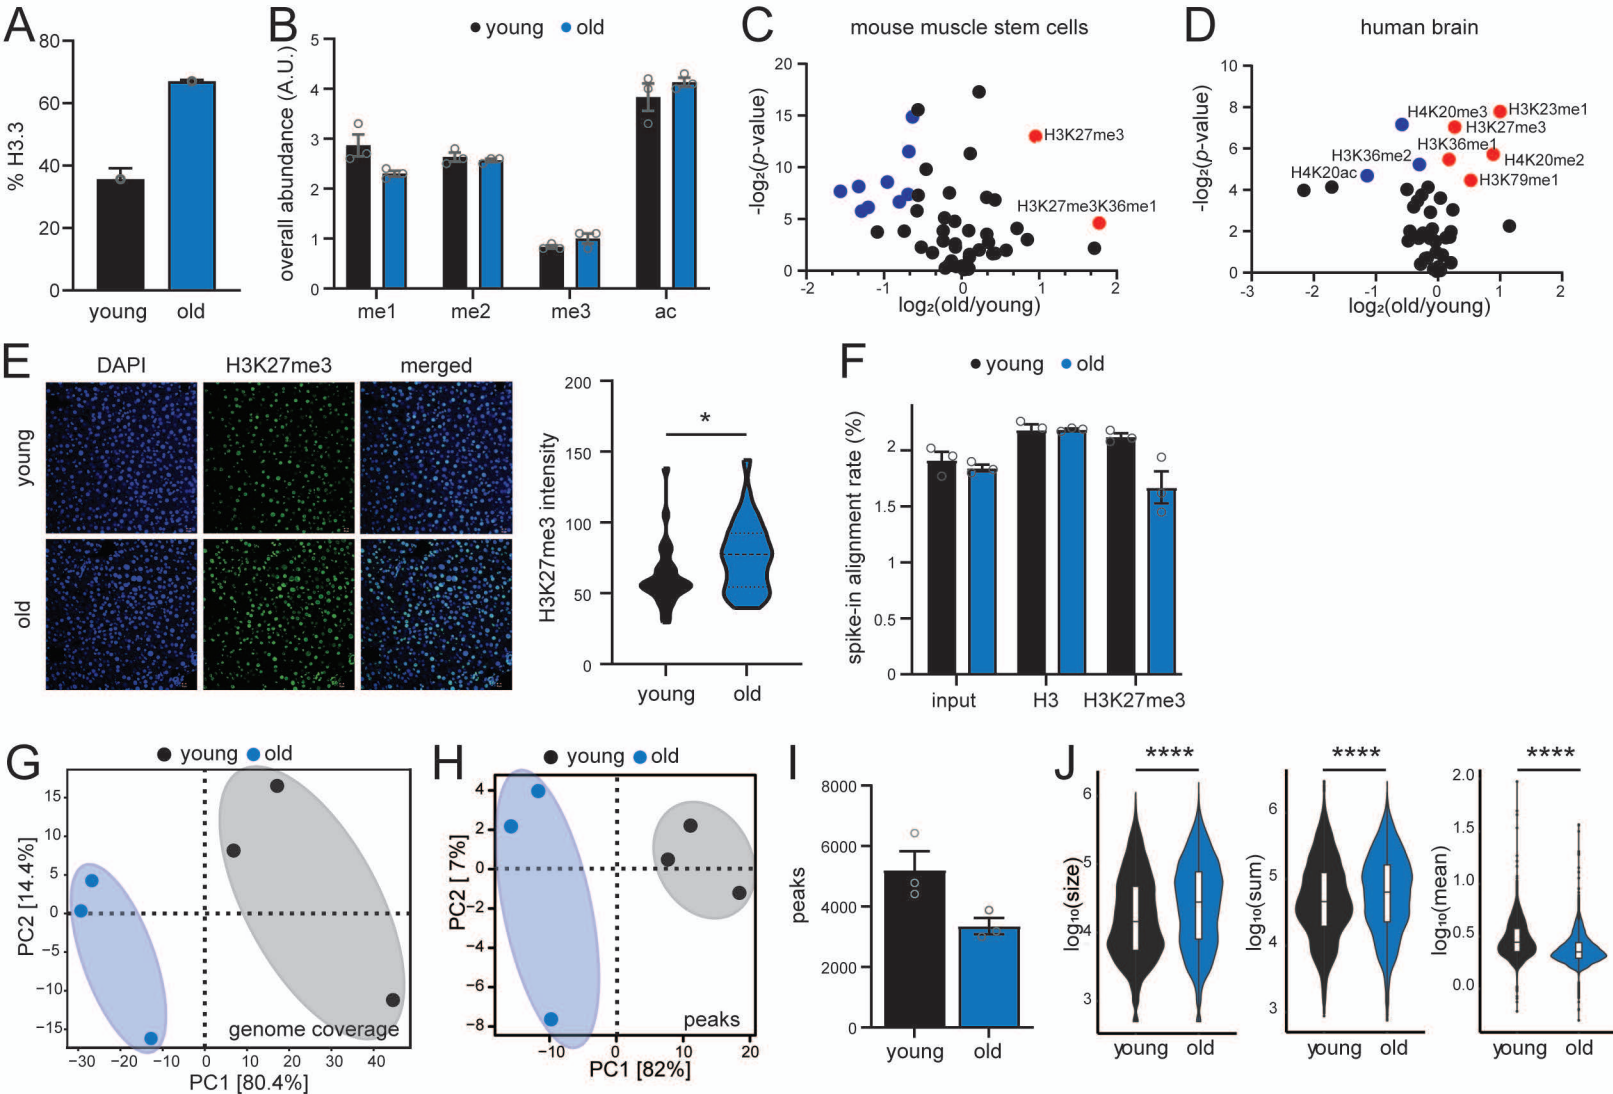 A
80
60
40
20
0
% H3.3
young
old
B
young
old
5
4
3
2
1
0
overall abundance (A.U.)
me1
me2
me3
ac
C
mouse muscle stem cells
20
15
10
5
0
-log₂(p-value)
H3K27me3
H3K27me3K36me1
-2
-1
0
1
2
log₂(old/young)
D
human brain
10
8
6
4
2
0
-log₂(p-value)
H4K20me3
H3K23me1
H3K27me3
H3K36me1
H3K36me2
H4K20me2
H4K20ac
H3K79me1
-3
-2
-1
0
1
2
log₂(old/young)
E
DAPI
H3K27me3
merged
young
old
200
150
100
50
0
H3K27me3 intensity
*
young
old
F
young
old
2
1.5
1
0.5
0
spike-in alignment rate (%)
input
H3
H3K27me3
G
young
old
15
10
5
0
−5
−10
−15
PC2 [14.4%]
genome coverage
−30
−20
−10
0
10
20
30
40
PC1 [80.4%]
H
young
old
4
2
0
−2
−4
−6
−8
PC2 [ 7%]
peaks
−10
0
10
20
PC1 [82%]
I
8000
6000
4000
2000
0
peaks
young
old
J
****
6
5
4
3
log₁₀(size)
young
old
****
6
5
4
3
log₁₀(sum)
young
old
****
2.0
1.5
1.0
0.5
0.0
log₁₀(mean)
young
old